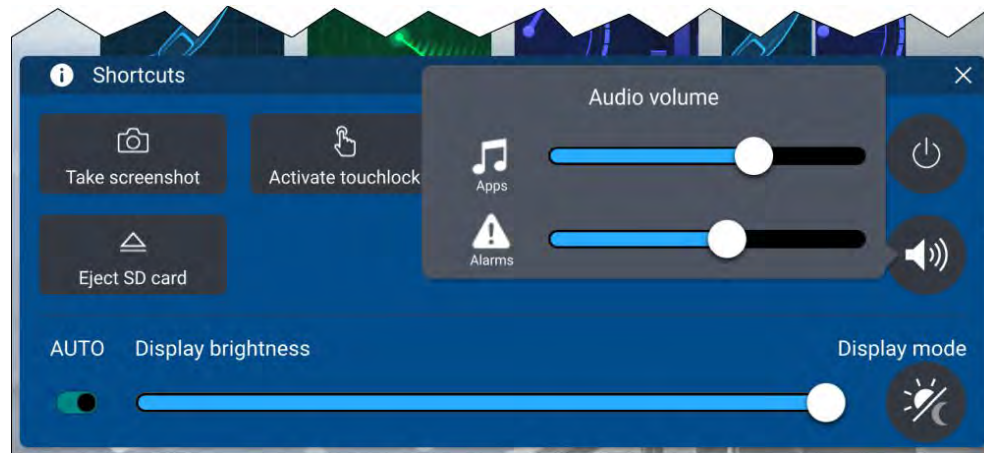 Shortcuts
Audio volume
Take screenshot
Activate touchlock
Apps
Eject SD card
Alarms
AUTO
Display brightness
Display mode